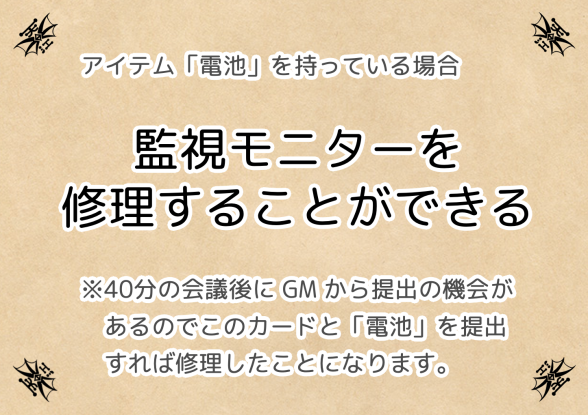 アイテム「電池」を持っている場合
監視モニターを
修理することができる
※40分の会議後に GM から提出の機会が
あるのでこのカードと「電池」を提出
すれば修理したことになります。